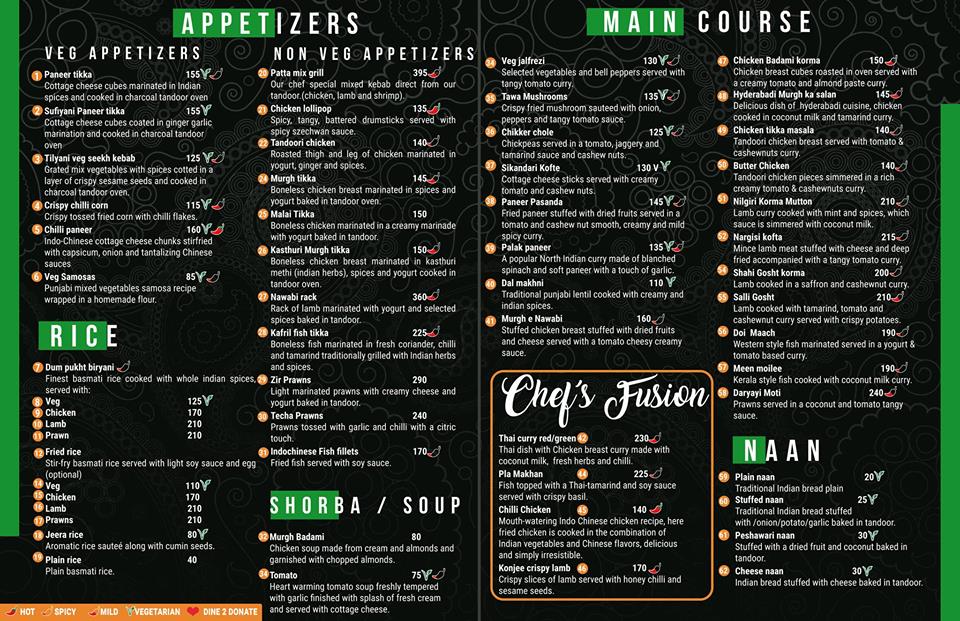 APPETIZERS
VEG APPETIZERS
1 Paneer tikka 155
Cottage cheese cubes marinated in Indian
spices and cooked in charcoal tandoor oven
2 Sufiyani Paneer tikka 155
Cottage cheese cubes coated in ginger garlic
marination and cooked in charcoal tandoor
oven
3 Tilyani veg seekh kebab 125
Grated mix vegetables with spices cotted in a
layer of crispy sesame seeds and cooked in
charcoal tandoor oven.
4 Crispy chilli corn 115
Crispy tossed fried corn with chilli flakes.
5 Chilli paneer 160
Indo-Chinese cottage cheese chunks stirfried
with capsicum, onion and tantalizing Chinese
sauces
6 Veg Samosas 85
Punjabi mixed vegetables samosa recipe
wrapped in a homemade flour.
RICE
7 Dum pukht biryani
Finest basmati rice cooked with whole indian spices,
served with:
8 Veg 125
9 Chicken 170
10 Lamb 210
11 Prawn 210
12 Fried rice
Stir-fry basmati rice served with light soy sauce and egg
(optional)
14 Veg 110
15 Chicken 170
16 Lamb 210
17 Prawns 210
18 Jeera rice 80
Aromatic rice sauteé along with cumin seeds.
19 Plain rice 40
Plain basmati rice.
HOT SPICY MILD VEGETARIAN DINE 2 DONATE
NON VEG APPETIZERS
20 Patta mix grill 395
Our chef special mixed kebab direct from our
tandoor.(chicken, lamb and shrimp)
21 Chicken lollipop 135
Spicy, tangy, battered drumsticks served with
spicy szechwan sauce.
22 Tandoori chicken 140
Roasted thigh and leg of chicken marinated in
yogurt, ginger and spices.
24 Murgh tikka 145
Boneless chicken breast marinated in spices and
yogurt baked in tandoor oven.
25 Malai Tikka 150
Boneless chicken marinated in a creamy marinade
with yogurt baked in tandoor.
26 Kasthuri Murgh tikka 150
Boneless chicken breast marinated in kasthuri
methi (indian herbs), spices and yogurt cooked in
tandoor oven.
27 Nawabi rack 360
Rack of lamb marinated with yogurt and selected
spices baked in tandoor.
28 Kafril fish tikka 225
Boneless fish marinated in fresh coriander, chilli
and tamarind traditionally grilled with Indian herbs
and spices.
29 Zir Prawns 290
Light marinated prawns with creamy cheese and
yogurt baked in tandoor.
30 Techa Prawns 240
Prawns tossed with garlic and chilli with a citric
touch.
31 Indochinese Fish fillets 170
Fried fish served with soy sauce.
SHORBA / SOUP
32 Murgh Badami 80
Chicken soup made from cream and almonds and
garnished with chopped almonds.
34 Tomato 75
Heart warming tomato soup freshly tempered
with garlic finished with splash of fresh cream
and served with cottage cheese.
MAIN COURSE
34 Veg jalfrezi 130
Selected vegetables and bell peppers served with
tangy tomato curry.
35 Tawa Mushrooms 135
Crispy fried mushroom sauteed with onion,
peppers and tangy tomato sauce.
36 Chikker chole 125
Chickpeas served in a tomato, jaggery and
tamarind sauce and cashew nuts.
37 Sikandari Kofte 130 V
Cottage cheese sticks served with creamy
tomato and cashew nuts.
38 Paneer Pasanda 145
Fried paneer stuffed with dried fruits served in a
tomato and cashew nut smooth, creamy and mild
spicy curry.
39 Palak paneer 135
A popular North Indian curry made of blanched
spinach and soft paneer with a touch of garlic.
40 Dal makhni 110
Traditional punjabi lentil cooked with creamy and
indian spices.
41 Murgh e Nawabi 160
Stuffed chicken breast stuffed with dried fruits
and cheese served with a tomato cheesy creamy
sauce.
Chef's Fusion
Thai curry red/green 42 230
Thai dish with Chicken breast curry made with
coconut milk, fresh herbs and chilli.
Pla Makhan 44 225
Fish topped with a Thai-tamarind and soy sauce
served with crispy basil.
Chilli Chicken 45 140
Mouth-watering Indo Chinese chicken recipe, here
fried chicken is cooked in the combination of
Indian vegetables and Chinese flavors, delicious
and simply irresistible.
Konjee crispy lamb 46 170
Crispy slices of lamb served with honey chilli and
sesame seeds.
47 Chicken Badami korma 150
Chicken breast cubes roasted in oven served with
a creamy tomato and almond paste curry.
48 Hyderabadi Murgh ka salan 145
Delicious dish of hyderabadi cuisine, chicken
cooked in coconut milk and tamarind curry.
49 Chicken tikka masala 140
Tandoori chicken breast served with tomato &
cashewnuts curry.
50 Butter Chicken 140
Tandoori chicken pieces simmered in a rich
creamy tomato & cashewnuts curry.
51 Nilgiri Korma Mutton 210
Lamb curry cooked with mint and spices, which
sauce is simmered with coconut milk.
52 Nargisi kofta 215
Mince lamb meat stuffed with cheese and deep
fried accompanied with a tangy tomato curry.
54 Shahi Gosht korma 200
Lamb cooked in a saffron and cashewnut curry.
55 Salli Gosht 210
Lamb cooked with tamarind, tomato and
cashewnut curry served with crispy potatoes.
56 Doi Maach 190
Western style fish marinated served in a yogurt &
tomato based curry.
57 Meen moilee 190
Kerala style fish cooked with coconut milk curry.
58 Daryayi Moti 240
Prawns served in a coconut and tomato tangy
sauce.
NAAN
59 Plain naan 20
Traditional Indian bread plain
60 Stuffed naan 25
Traditional Indian bread stuffed
with /onion/potato/garlic baked in tandoor.
61 Peshawari naan 30
Stuffed with a dried fruit and coconut baked in
tandoor.
62 Cheese naan 30
Indian bread stuffed with cheese baked in tandoor.